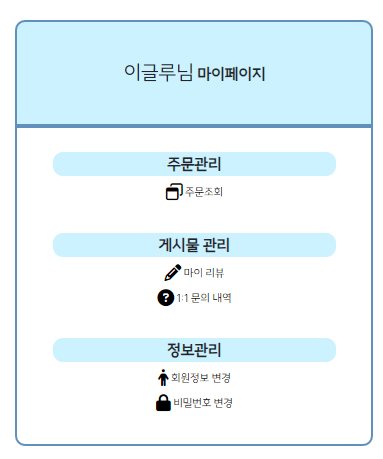 이글루님 마이페이지
주문관리
주문조회
게시물 관리
마이 리뷰
? 1:1 문의 내역
정보관리
회원정보 변경
비밀번호 변경